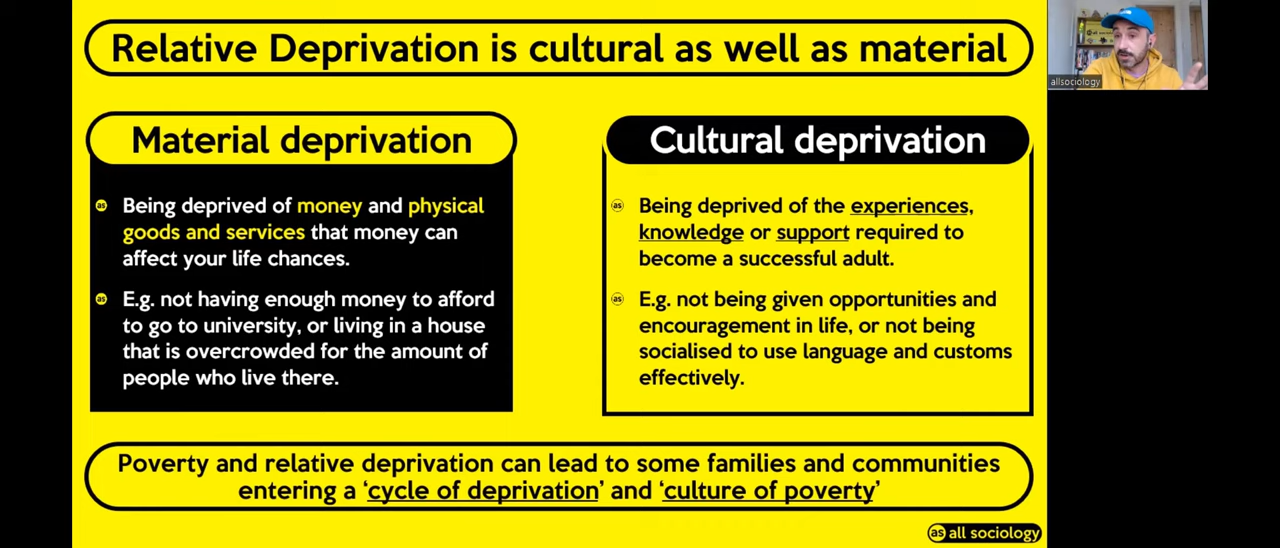 Relative Deprivation is cultural as well as material
allsociology
Material deprivation
as Being deprived of money and physical
goods and services that money can
affect your life chances.
as E.g. not having enough money to afford
to go to university, or living in a house
that is overcrowded for the amount of
people who live there.
Cultural deprivation
as Being deprived of the experiences,
knowledge or support required to
become a successful adult.
as E.g. not being given opportunities and
encouragement in life, or not being
socialised to use language and customs
effectively.
Poverty and relative deprivation can lead to some families and communities
entering a ‘cycle of deprivation’ and ‘culture of poverty’
as all sociology